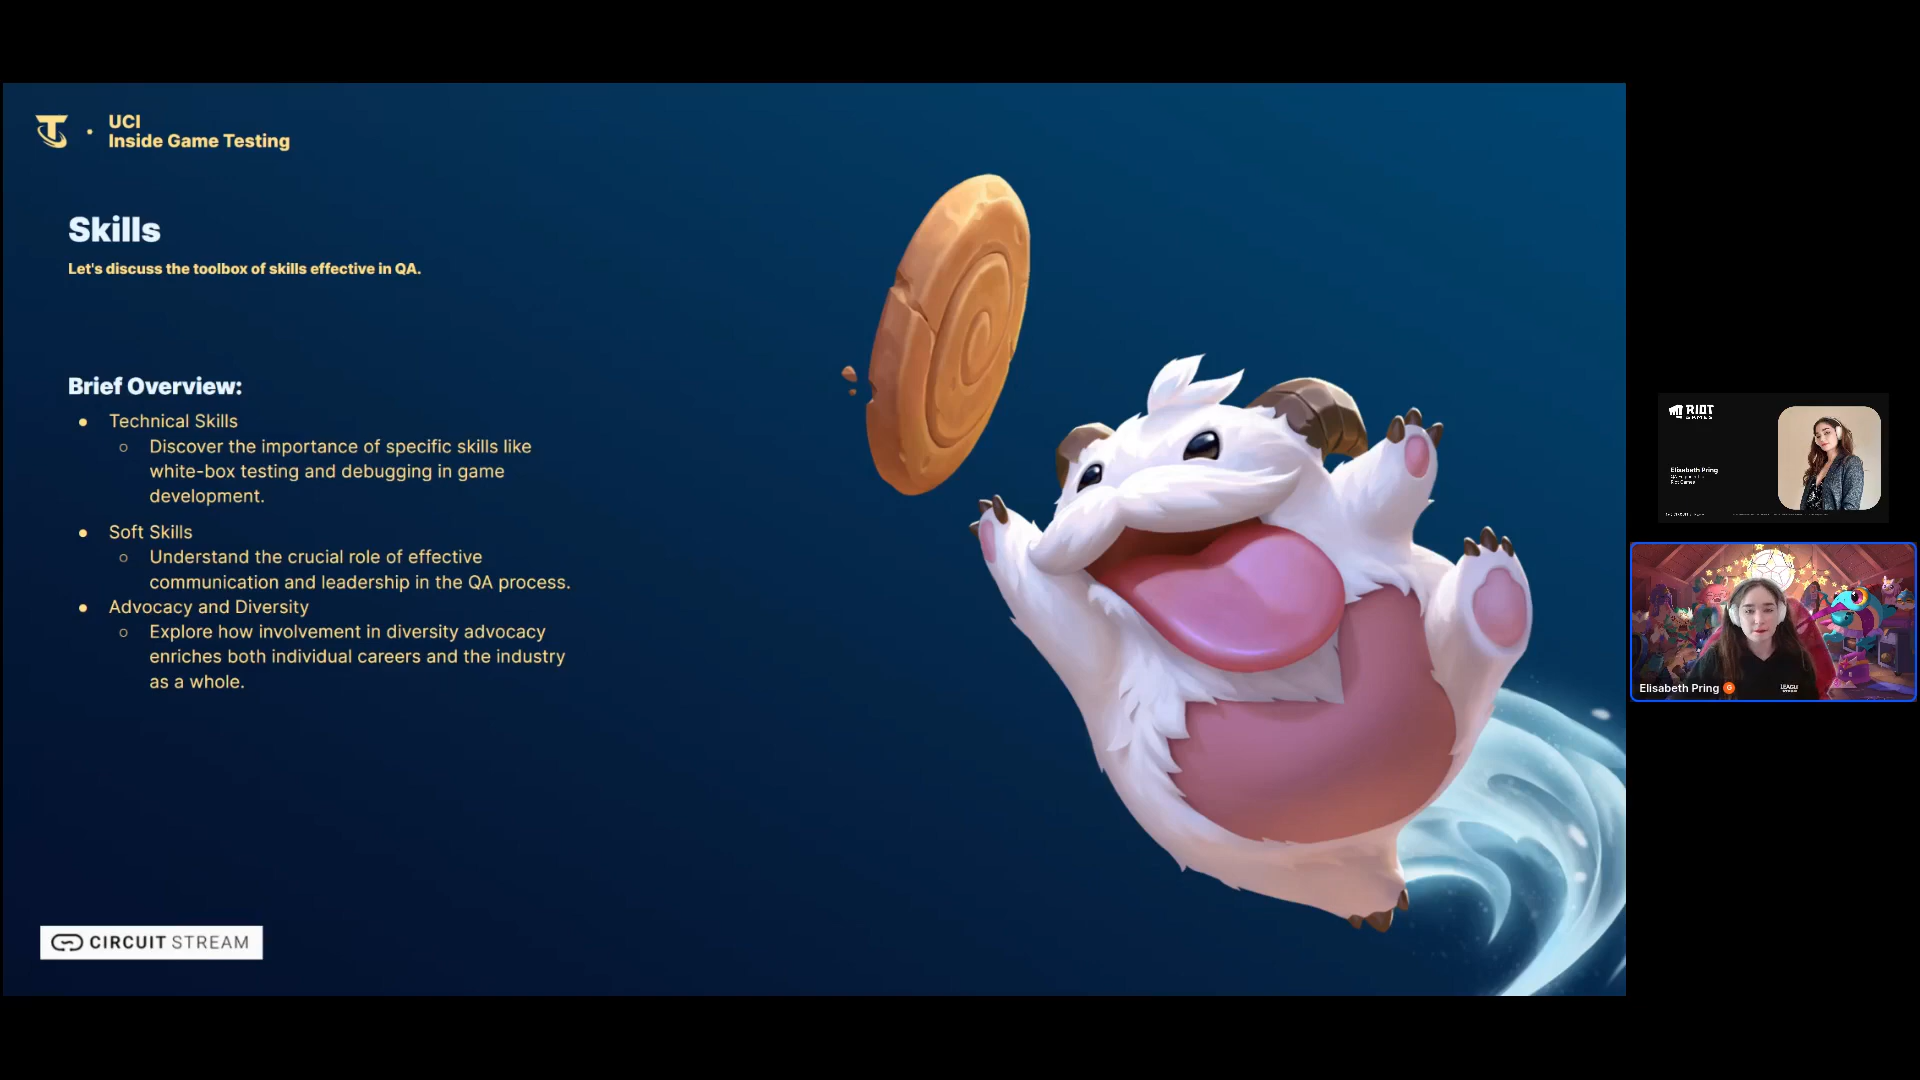 UCI
Inside Game Testing
Skills
Let's discuss the toolbox of skills effective in QA.
Brief Overview:
Technical Skills
Discover the importance of specific skills like
white-box testing and debugging in game
development.
Soft Skills
Understand the crucial role of effective
communication and leadership in the QA process.
Advocacy and Diversity
Explore how involvement in diversity advocacy
enriches both individual careers and the industry
as a whole.
CIRCUIT STREAM
RIOT
GAMES
Elisabeth Pring
Riot Games
Elisabeth Pring